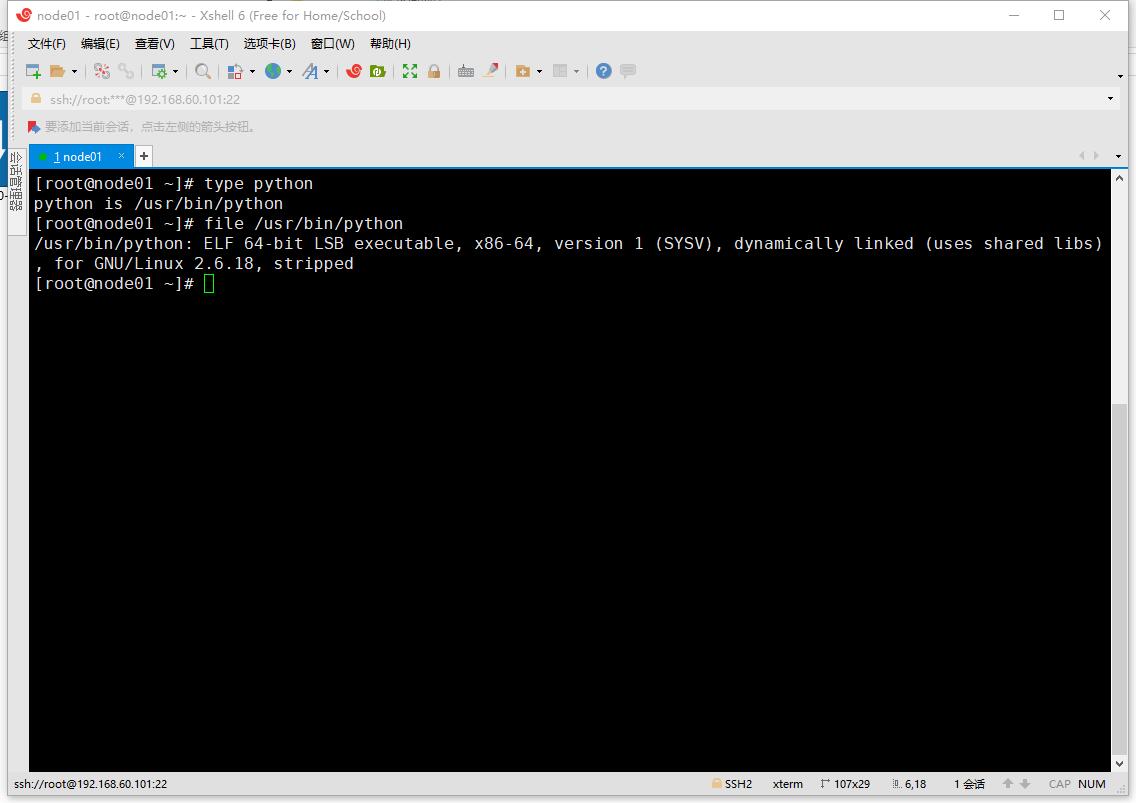 node01 - root@node01:~ - Xshell 6 (Free for Home/School)
文件(F) 编辑(E) 查看(V) 工具(T) 选项卡(B) 窗口(W) 帮助(H)
ssh://root:***@192.168.60.101:22
要添加当前会话，点击左侧的箭头按钮。
会话管理器
1 node01 × +
[root@node01 ~]# type python
python is /usr/bin/python
[root@node01 ~]# file /usr/bin/python
/usr/bin/python: ELF 64-bit LSB executable, x86-64, version 1 (SYSV), dynamically linked (uses shared libs)
, for GNU/Linux 2.6.18, stripped
[root@node01 ~]#
ssh://root@192.168.60.101:22 SSH2 xterm 107x29 6,18 1 会话 CAP NUM